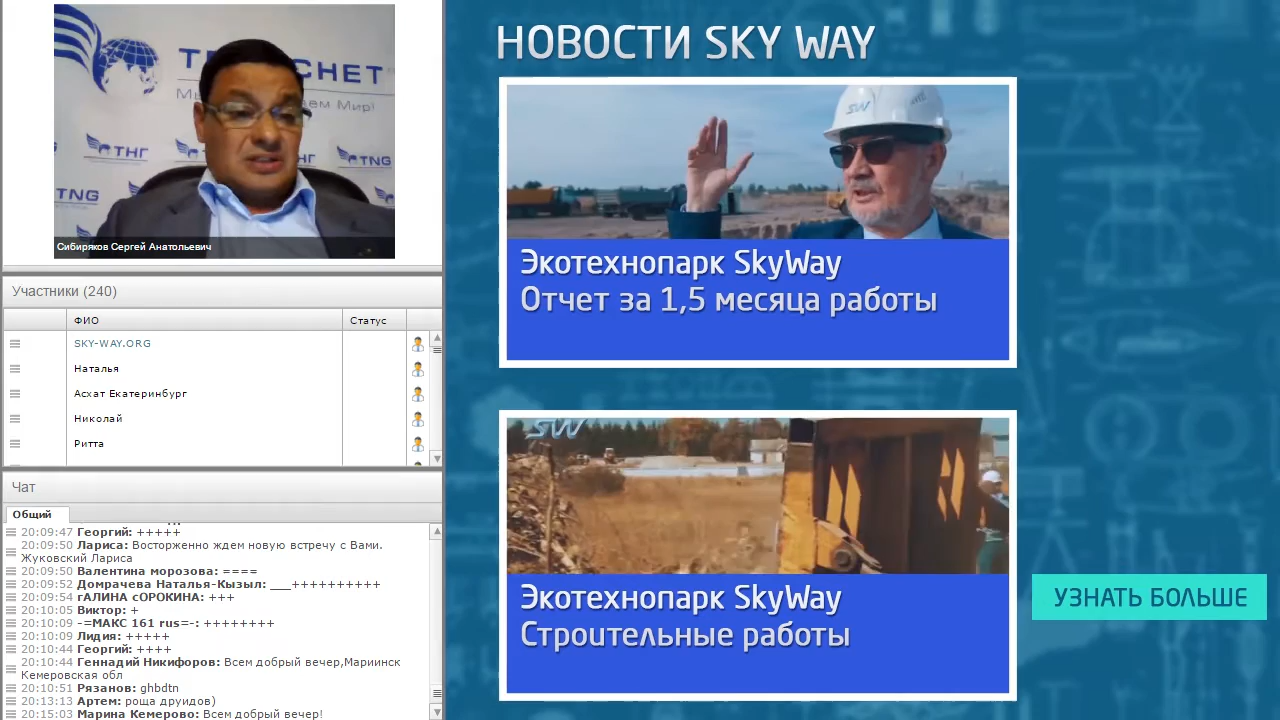 ТНГ
TNG
TNG
Сибиряков Сергей Анатольевич
Участники (240)
ФИО
Статус
SKY-WAY.ORG
Наталья
Асхат Екатеринбург
Николай
Ритта
Чат
Общий
20:09:47 Георгий: +++++
20:09:50 Лариса: Восторженно ждем новую встречу с Вами.
Жуковский Лариса
20:09:50 Валентина морозова: ====
20:09:52 Домрачева Наталья-Кызыл: ___++++++++++
20:09:54 гАЛИНА сОРОКИНА: +++
20:10:05 Виктор: +
20:10:09 -=МАКС 161 rus=-: ++++++++
20:10:09 Лидия: +++++
20:10:44 Георгий: ++++
20:10:44 Геннадий Никифоров: Всем добрый вечер,Мариинск
Кемеровская обл
20:10:51 Рязанов: ghbdtn
20:13:13 Артем: роща друидов)
20:15:03 Марина Кемерово: Всем добрый вечер!
НОВОСТИ SKY WAY
SW
Экотехнопарк SkyWay
Отчет за 1,5 месяца работы
SW
Экотехнопарк SkyWay
Строительные работы
УЗНАТЬ БОЛЬШЕ